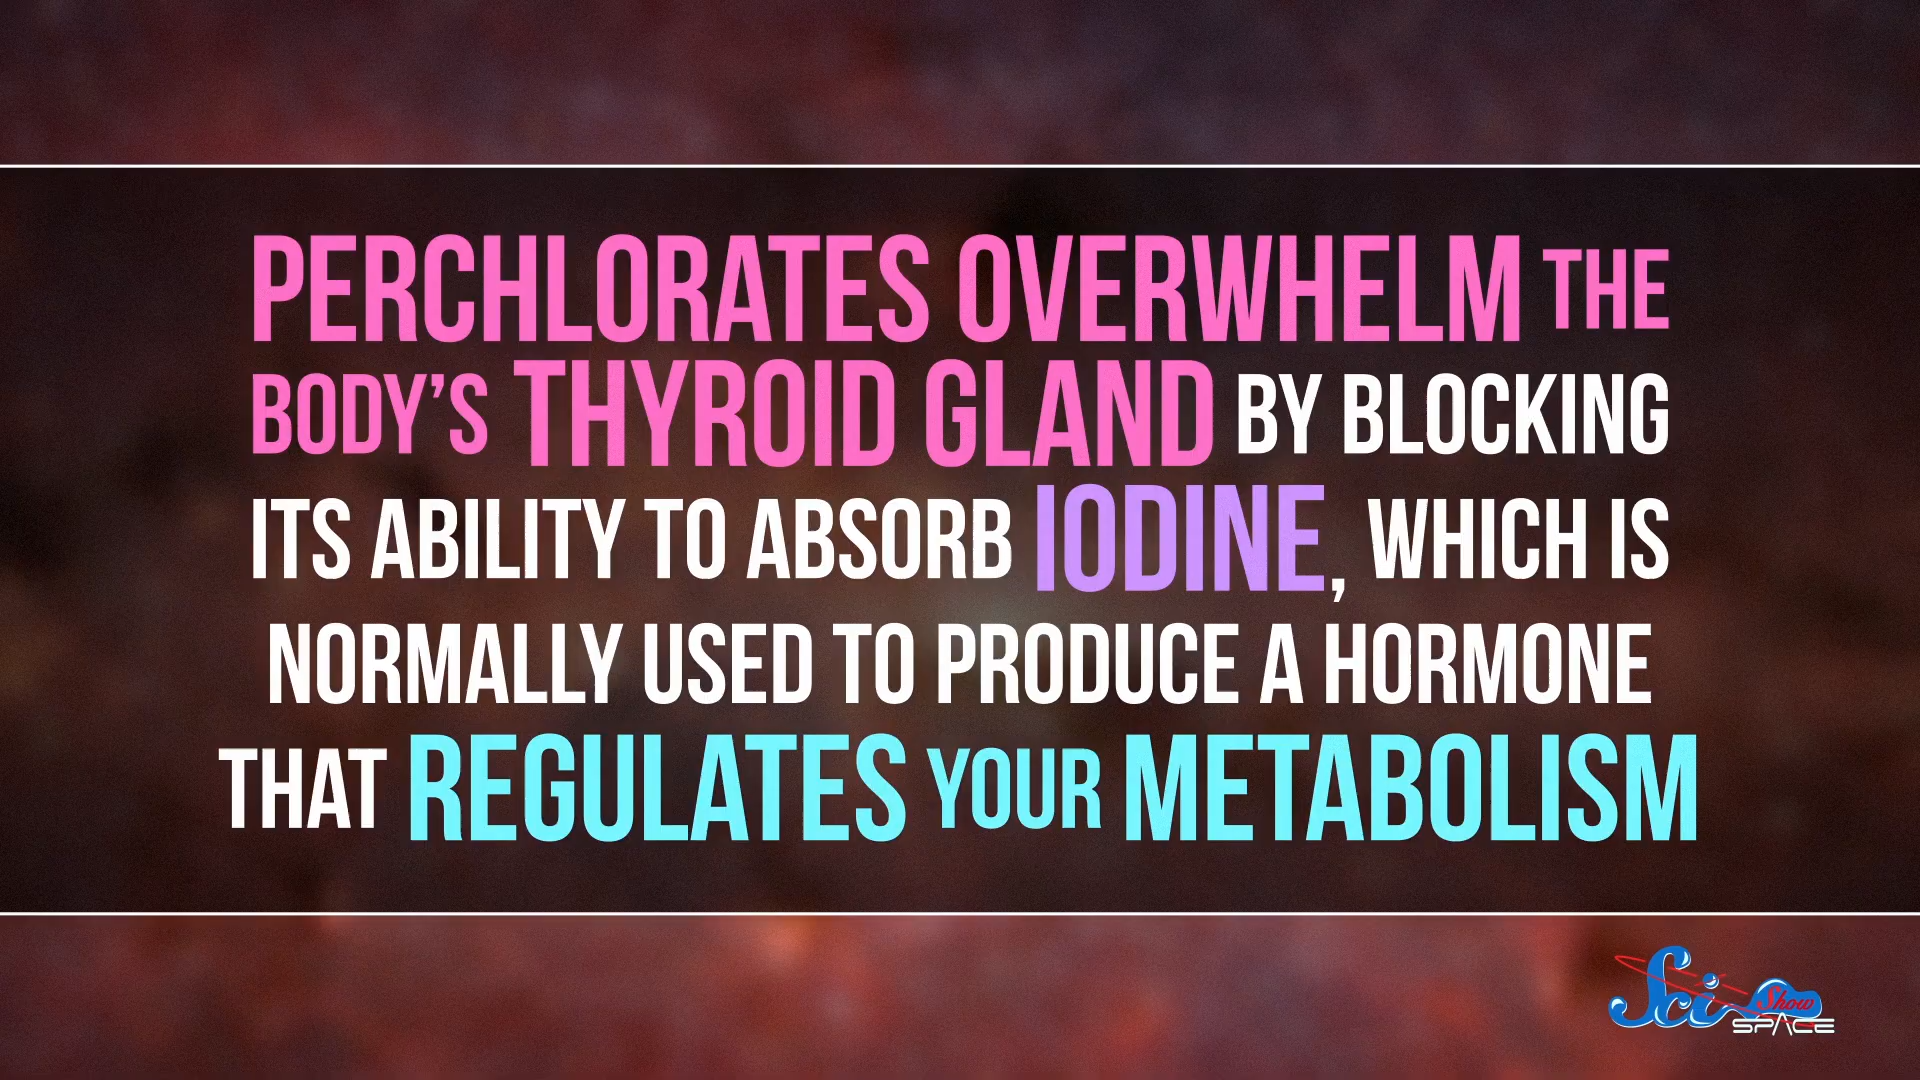 PERCHLORATES OVERWHELM THE
BODY'S THYROID GLAND BY BLOCKING
ITS ABILITY TO ABSORB IODINE, WHICH IS
NORMALLY USED TO PRODUCE A HORMONE
THAT REGULATES YOUR METABOLISM
Sci Show
SPACE